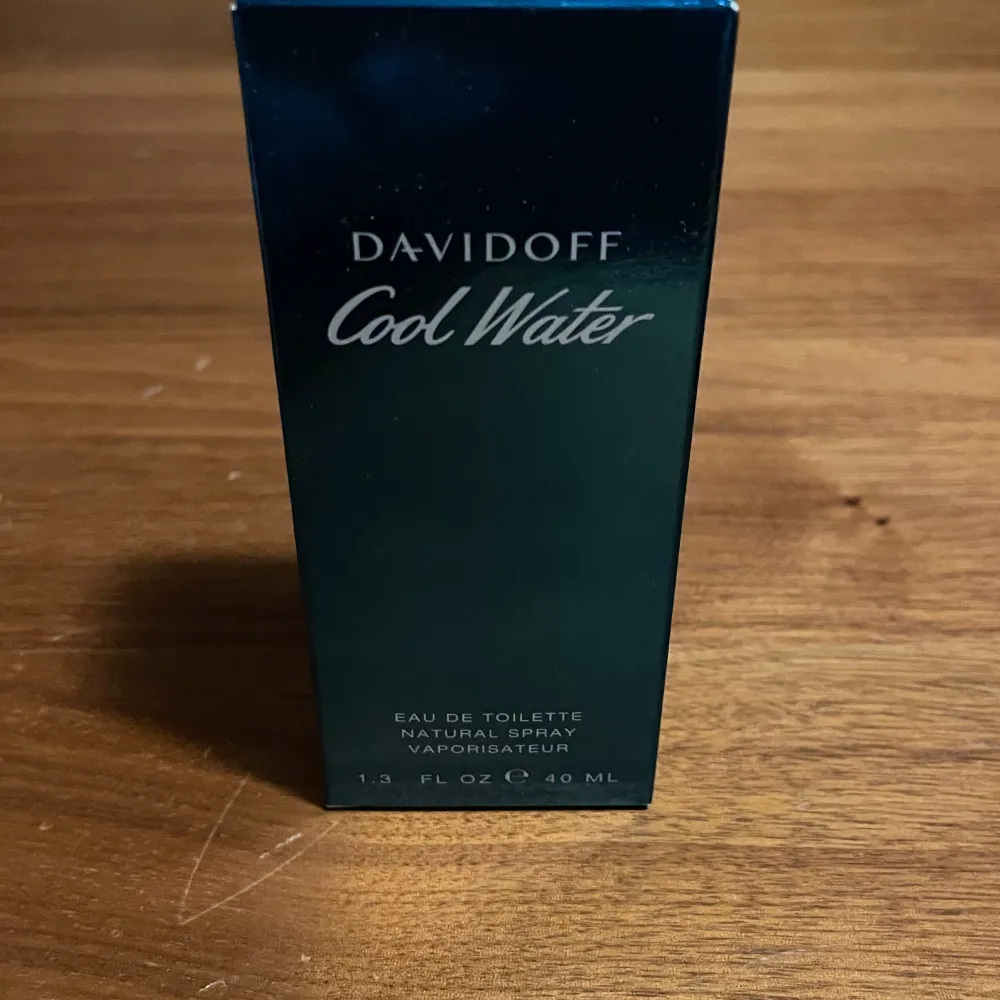 DAVIDOFF
Cool Water
EAU DE TOILETTE
NATURAL SPRAY
VAPORISATEUR
1.3 FL OZ ℮ 40 ML